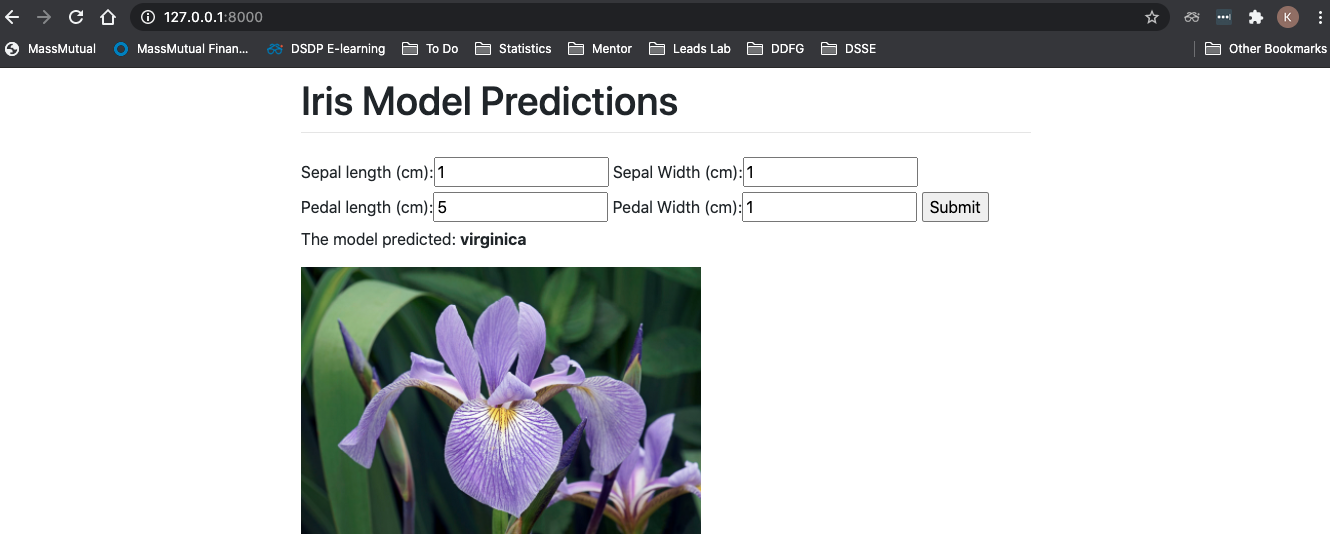 127.0.0.1:8000
K
MassMutual MassMutual Finan... DSDP E-learning To Do Statistics Mentor Leads Lab DDFG DSSE Other Bookmarks
Iris Model Predictions
Sepal length (cm): 1 Sepal Width (cm): 1
Pedal length (cm): 5 Pedal Width (cm): 1 Submit
The model predicted: virginica